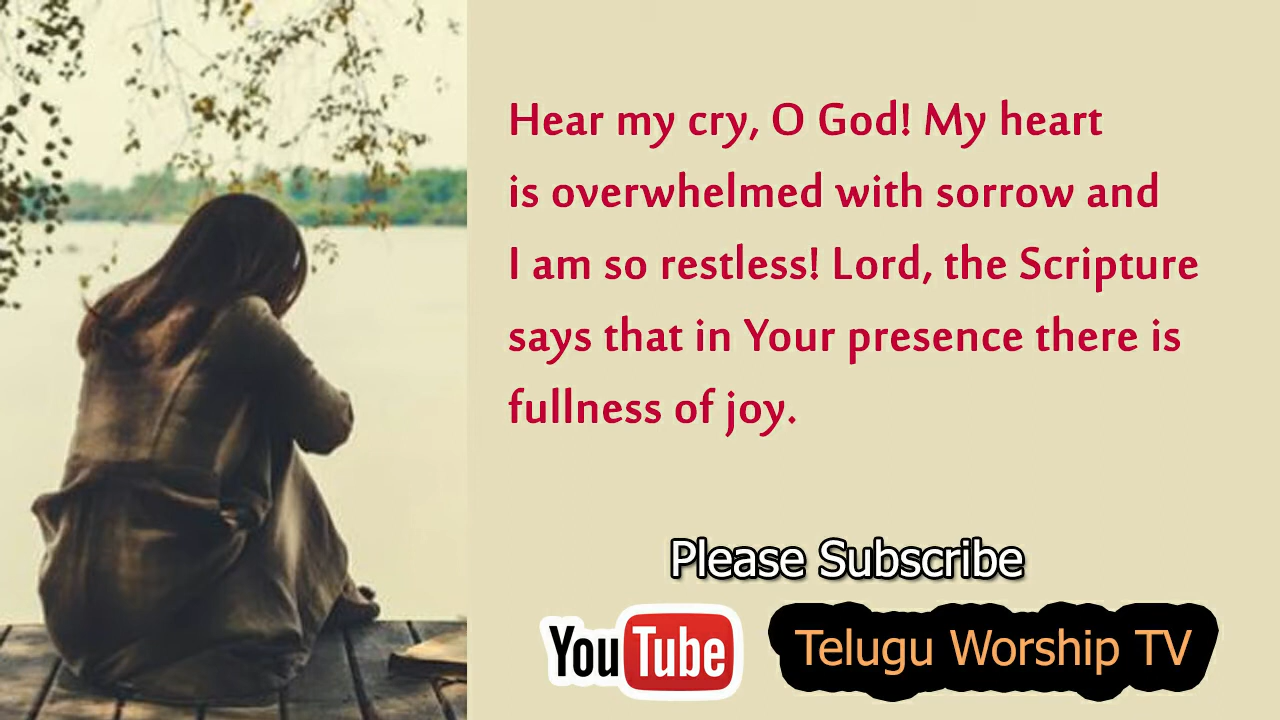 Hear my cry, O God! My heart
is overwhelmed with sorrow and
I am so restless! Lord, the Scripture
says that in Your presence there is
fullness of joy.
Please Subscribe
YouTube Telugu Worship TV